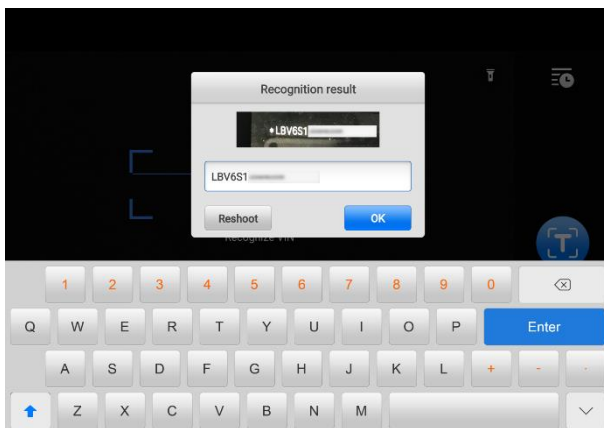 Recognition result
LBV6S1
LBV6S1
Reshoot
OK
Recognize VIN
1 2 3 4 5 6 7 8 9 0
Q W E R T Y U I O P Enter
A S D F G H J K L + - ·
Z X C V B N M